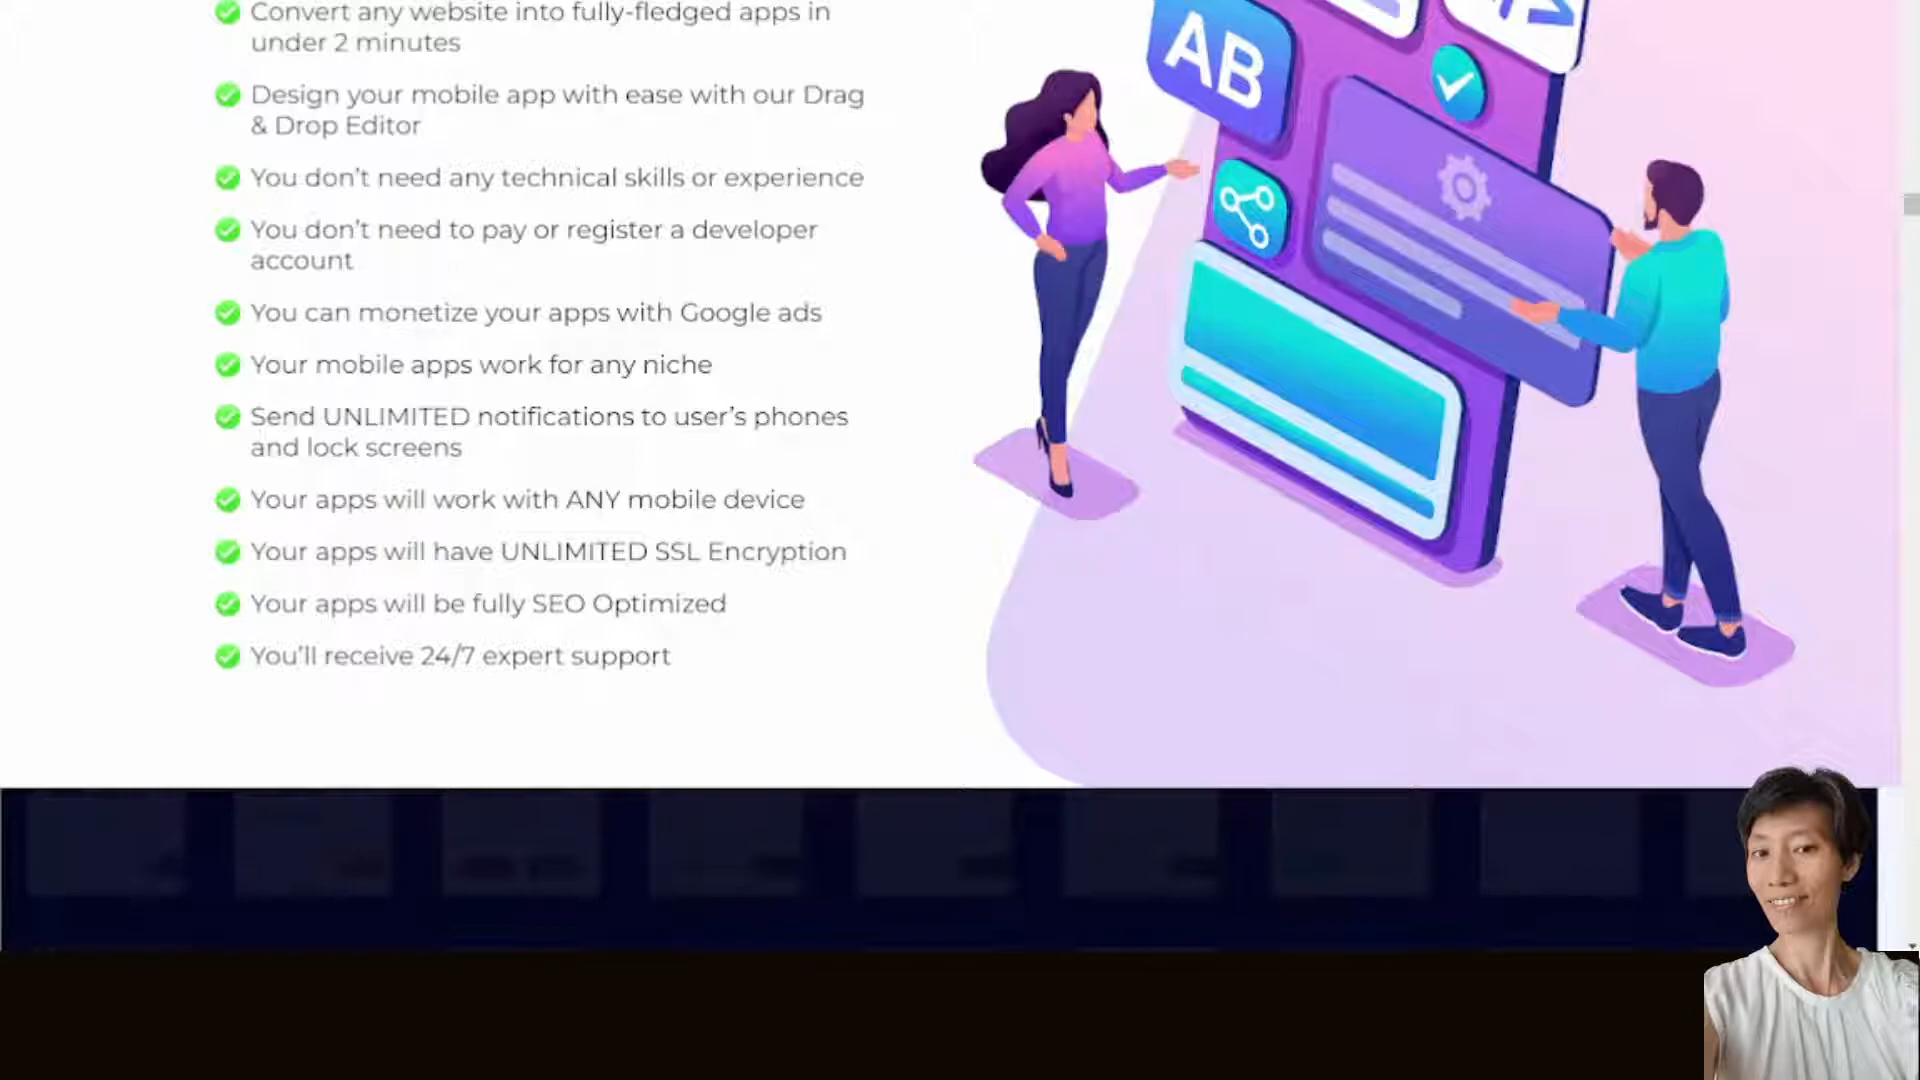 Convert any website into fully-fledged apps in
under 2 minutes
Design your mobile app with ease with our Drag
& Drop Editor
You don’t need any technical skills or experience
You don’t need to pay or register a developer
account
You can monetize your apps with Google ads
Your mobile apps work for any niche
Send UNLIMITED notifications to user’s phones
and lock screens
Your apps will work with ANY mobile device
Your apps will have UNLIMITED SSL Encryption
Your apps will be fully SEO Optimized
You’ll receive 24/7 expert support
AB